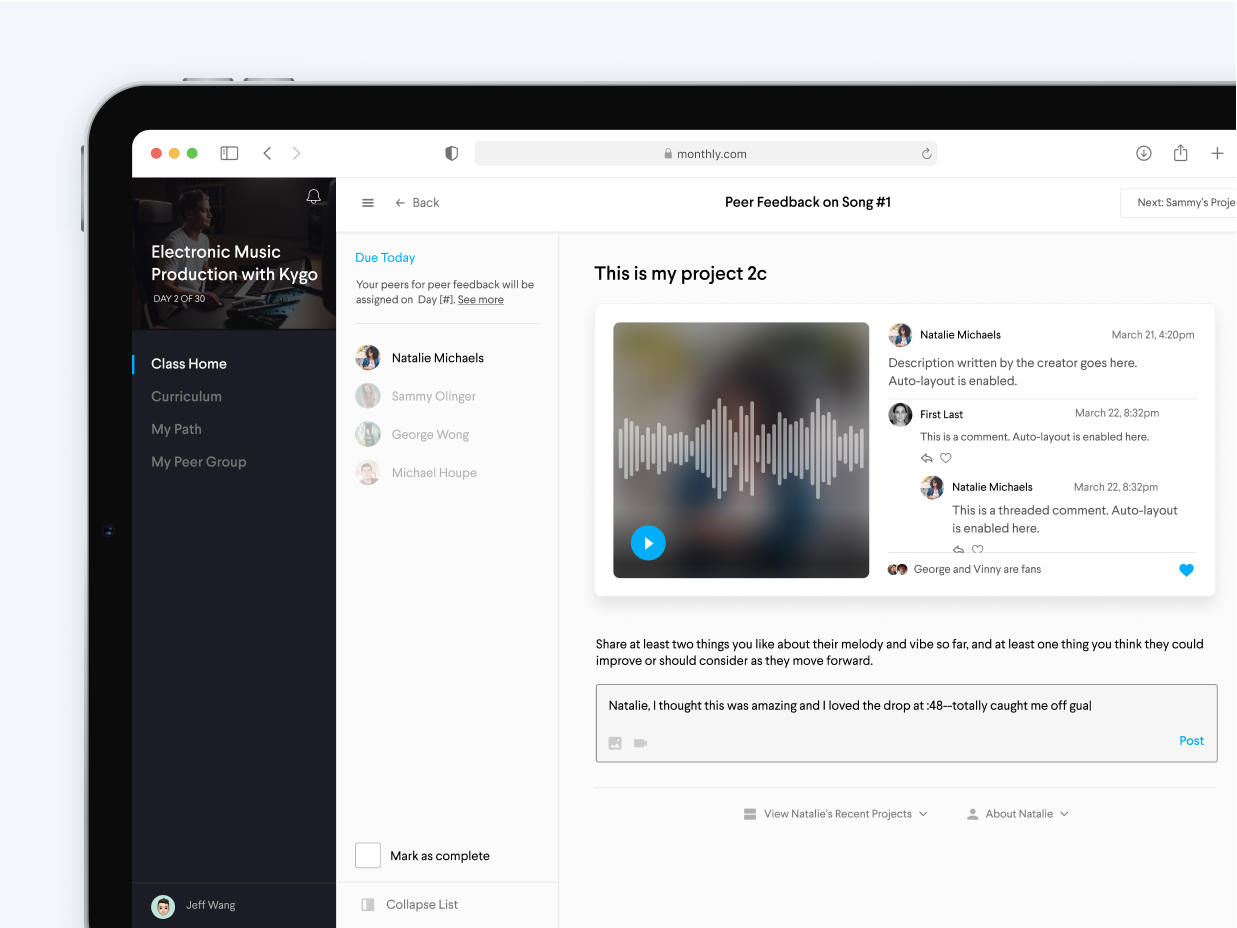 monthly.com
Electronic Music
Production with Kygo
DAY 2 OF 30
Class Home
Curriculum
My Path
My Peer Group
Jeff Wang
Back
Peer Feedback on Song #1
Next: Sammy's Proje
Due Today
Your peers for peer feedback will be
assigned on Day [#]. See more
Natalie Michaels
Sammy Olinger
George Wong
Michael Houpe
Mark as complete
Collapse List
This is my project 2c
Natalie Michaels March 21, 4:20pm
Description written by the creator goes here.
Auto-layout is enabled.
First Last March 22, 8:32pm
This is a comment. Auto-layout is enabled here.
Natalie Michaels March 22, 8:32pm
This is a threaded comment. Auto-layout
is enabled here.
George and Vinny are fans
Share at least two things you like about their melody and vibe so far, and at least one thing you think they could
improve or should consider as they move forward.
Natalie, I thought this was amazing and I loved the drop at :48--totally caught me off gua
Post
View Natalie's Recent Projects
About Natalie